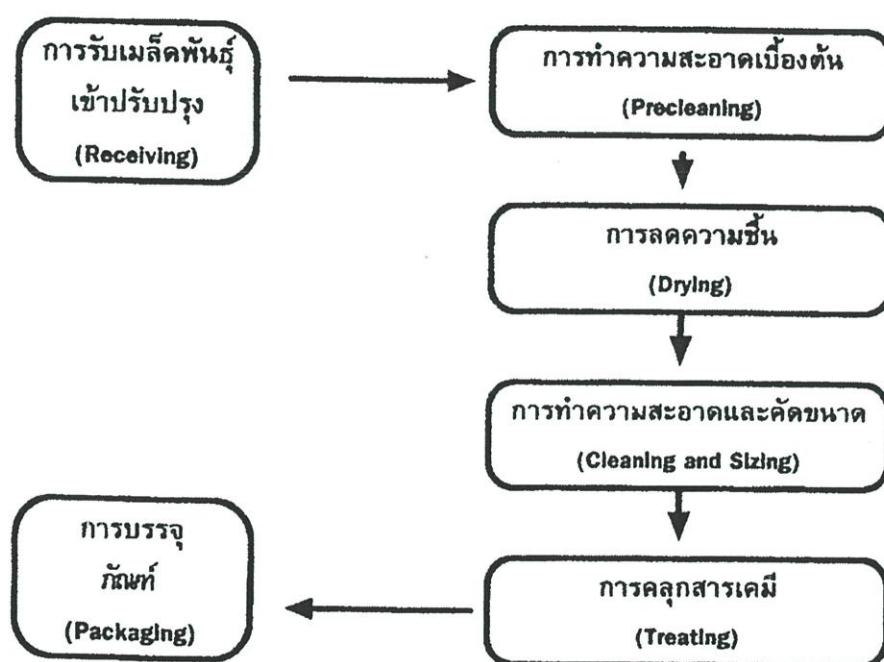 การรับเมล็ดพันธุ์
เข้าปรับปรุง
(Receiving)
การทำความสะอาดเบื้องต้น
(Precleaning)
การลดความชื้น
(Drying)
การทำความสะอาดและคัดขนาด
(Cleaning and Sizing)
การคลุกสารเคมี
(Treating)
การบรรจุ
ภัณฑ์
(Packaging)